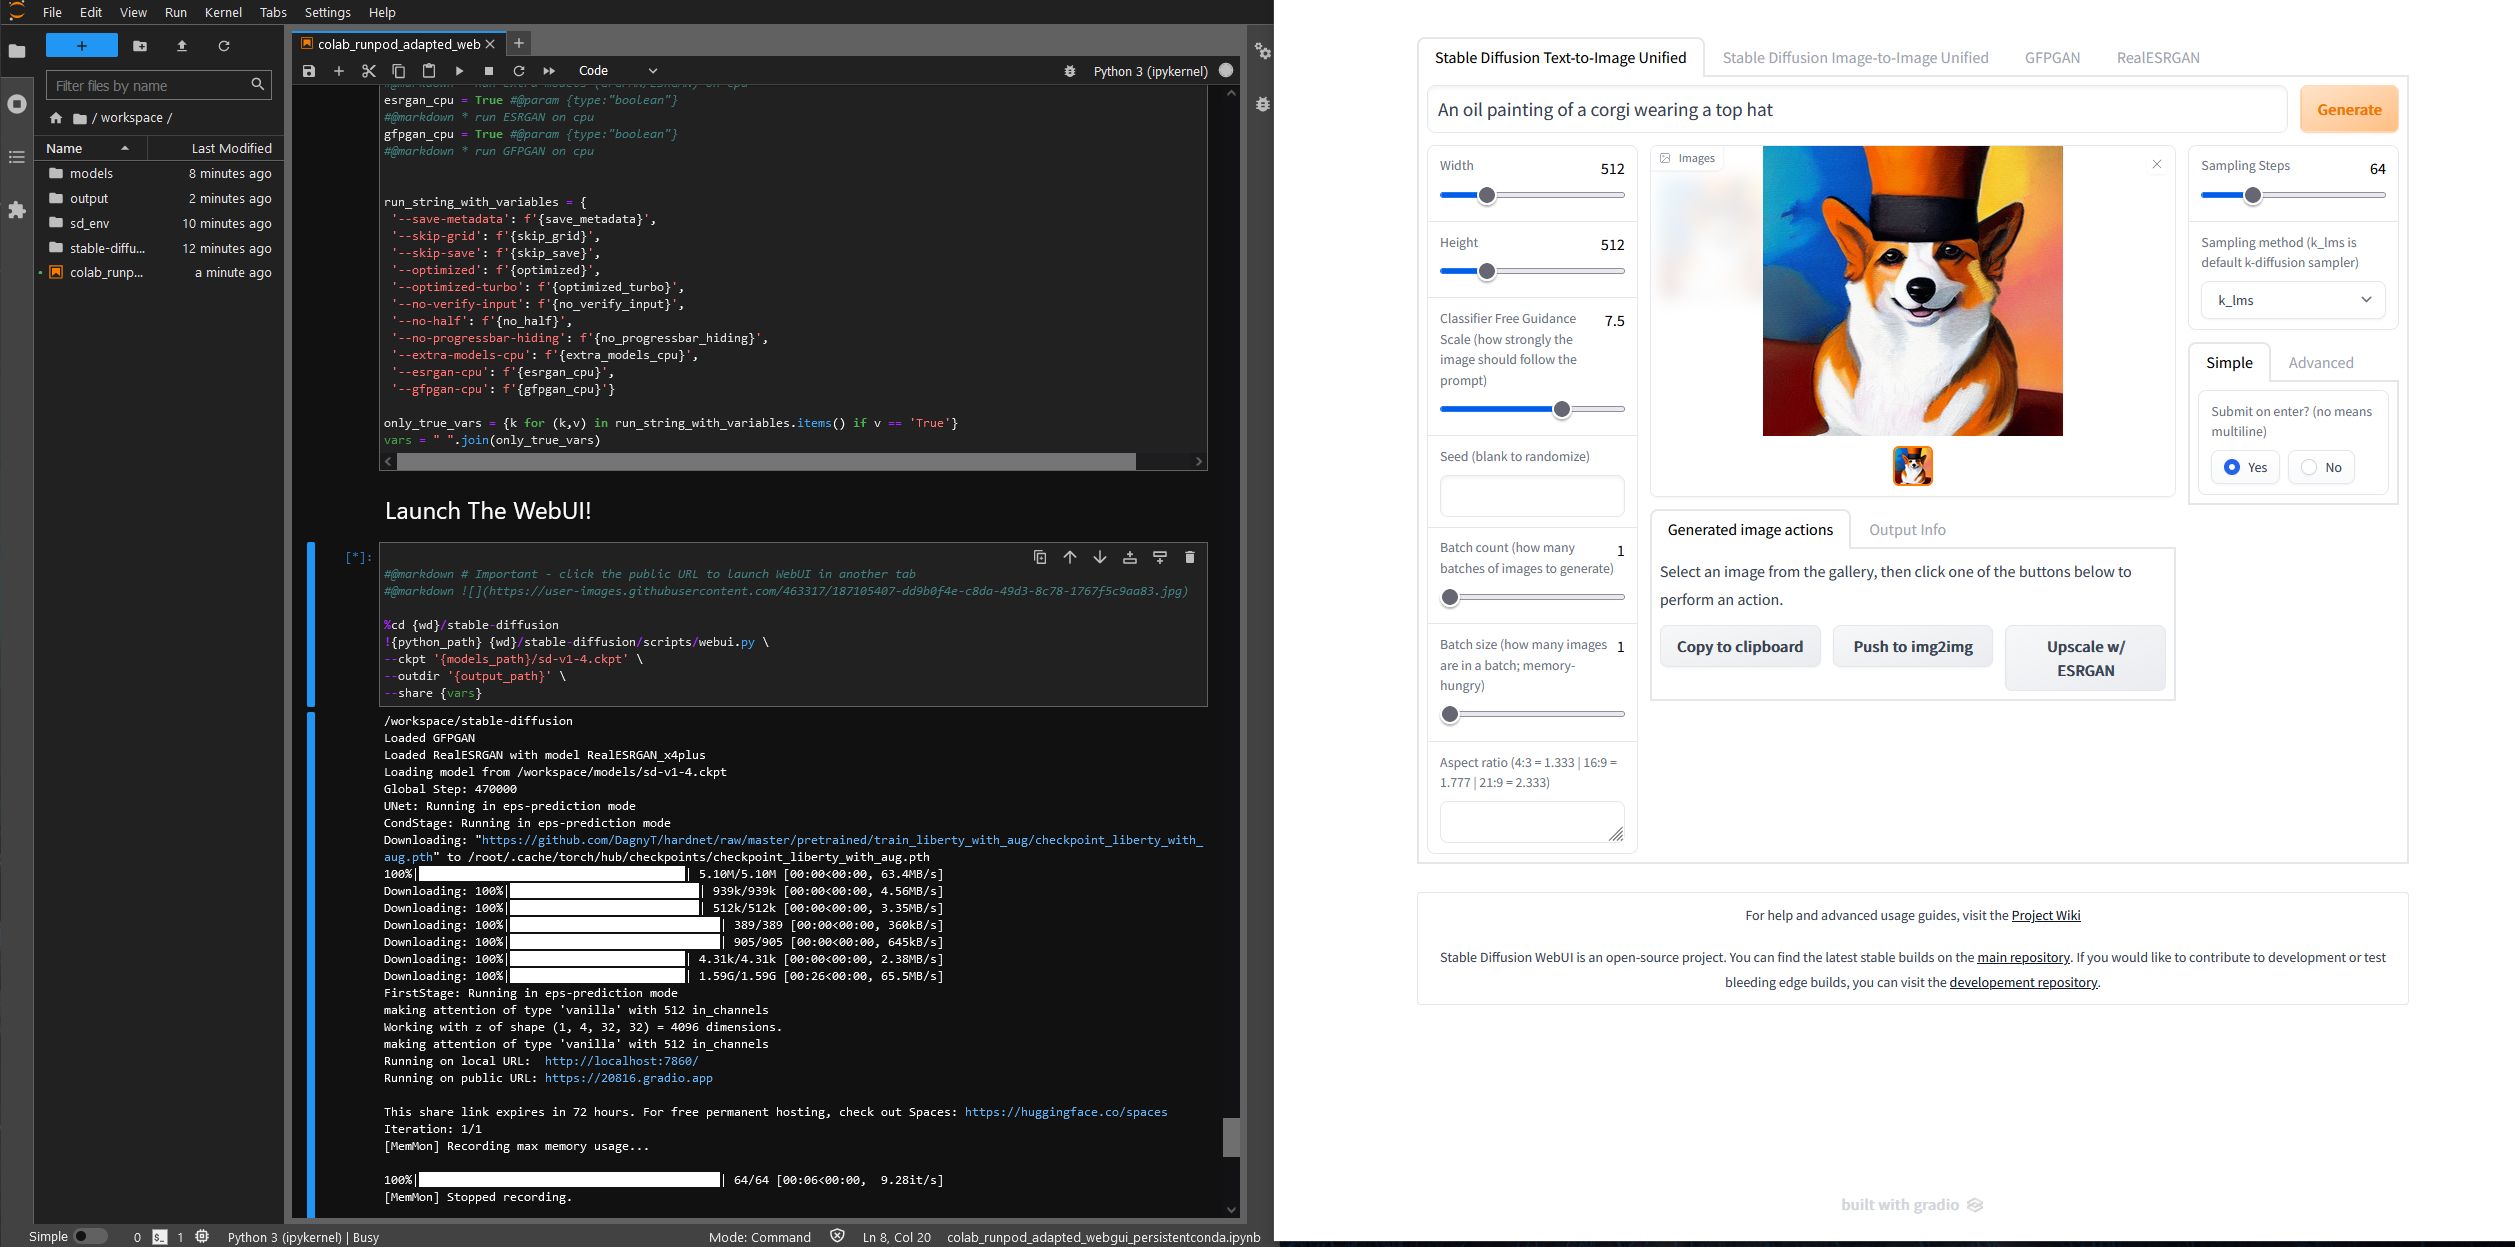 File Edit View Run Kernel Tabs Settings Help
Filter files by name
/ workspace /
Name Last Modified
models 8 minutes ago
output 2 minutes ago
sd_env 10 minutes ago
stable-diffu... 12 minutes ago
colab_runp... a minute ago
colab_runpod_adapted_web
Code
Python 3 (ipykernel)
#@markdown * Run extra models (GFPGAN/ESRGAN) on cpu
esrgan_cpu = True #@param {type:"boolean"}
#@markdown * run ESRGAN on cpu
gfpgan_cpu = True #@param {type:"boolean"}
#@markdown * run GFPGAN on cpu
run_string_with_variables = {
'--save-metadata': f'{save_metadata}',
'--skip-grid': f'{skip_grid}',
'--skip-save': f'{skip_save}',
'--optimized': f'{optimized}',
'--optimized-turbo': f'{optimized_turbo}',
'--no-verify-input': f'{no_verify_input}',
'--no-half': f'{no_half}',
'--no-progressbar-hiding': f'{no_progressbar_hiding}',
'--extra-models-cpu': f'{extra_models_cpu}',
'--esrgan-cpu': f'{esrgan_cpu}',
'--gfpgan-cpu': f'{gfpgan_cpu}'}
only_true_vars = {k for (k,v) in run_string_with_variables.items() if v == 'True'}
vars = " ".join(only_true_vars)
Launch The WebUI!
[*]:
#@markdown # Important - click the public URL to launch WebUI in another tab
#@markdown ![](https://user-images.githubusercontent.com/463317/187105407-dd9b0f4e-c8da-49d3-8c78-1767f5c9aa83.jpg)
%cd {wd}/stable-diffusion
!{python_path} {wd}/stable-diffusion/scripts/webui.py \
--ckpt '{models_path}/sd-v1-4.ckpt' \
--outdir '{output_path}' \
--share {vars}
/workspace/stable-diffusion
Loaded GFPGAN
Loaded RealESRGAN with model RealESRGAN_x4plus
Loading model from /workspace/models/sd-v1-4.ckpt
Global Step: 470000
UNet: Running in eps-prediction mode
CondStage: Running in eps-prediction mode
Downloading: "https://github.com/DagnyT/hardnet/raw/master/pretrained/train_liberty_with_aug/checkpoint_liberty_with_
aug.pth" to /root/.cache/torch/hub/checkpoints/checkpoint_liberty_with_aug.pth
100%| | 5.10M/5.10M [00:00<00:00, 63.4MB/s]
Downloading: 100%| | 939k/939k [00:00<00:00, 4.56MB/s]
Downloading: 100%| | 512k/512k [00:00<00:00, 3.35MB/s]
Downloading: 100%| | 389/389 [00:00<00:00, 360kB/s]
Downloading: 100%| | 905/905 [00:00<00:00, 645kB/s]
Downloading: 100%| | 4.31k/4.31k [00:00<00:00, 2.38MB/s]
Downloading: 100%| | 1.59G/1.59G [00:26<00:00, 65.5MB/s]
FirstStage: Running in eps-prediction mode
making attention of type 'vanilla' with 512 in_channels
Working with z of shape (1, 4, 32, 32) = 4096 dimensions.
making attention of type 'vanilla' with 512 in_channels
Running on local URL: http://localhost:7860/
Running on public URL: https://20816.gradio.app
This share link expires in 72 hours. For free permanent hosting, check out Spaces: https://huggingface.co/spaces
Iteration: 1/1
[MemMon] Recording max memory usage...
100%| | 64/64 [00:06<00:00, 9.28it/s]
[MemMon] Stopped recording.
Simple 0 1 Python 3 (ipykernel) | Busy
Mode: Command Ln 8, Col 20 colab_runpod_adapted_webgui_persistentconda.ipynb
Stable Diffusion Text-to-Image Unified
Stable Diffusion Image-to-Image Unified
GFPGAN
RealESRGAN
An oil painting of a corgi wearing a top hat
Generate
Width 512
Height 512
Classifier Free Guidance 7.5
Scale (how strongly the
image should follow the
prompt)
Seed (blank to randomize)
Batch count (how many 1
batches of images to generate)
Batch size (how many images 1
are in a batch; memory-
hungry)
Aspect ratio (4:3 = 1.333 | 16:9 =
1.777 | 21:9 = 2.333)
Images
Generated image actions
Output Info
Select an image from the gallery, then click one of the buttons below to
perform an action.
Copy to clipboard
Push to img2img
Upscale w/
ESRGAN
Sampling Steps 64
Sampling method (k_lms is
default k-diffusion sampler)
k_lms
Simple
Advanced
Submit on enter? (no means
multiline)
Yes
No
For help and advanced usage guides, visit the Project Wiki
Stable Diffusion WebUI is an open-source project. You can find the latest stable builds on the main repository. If you would like to contribute to development or test
bleeding edge builds, you can visit the developement repository.
built with gradio